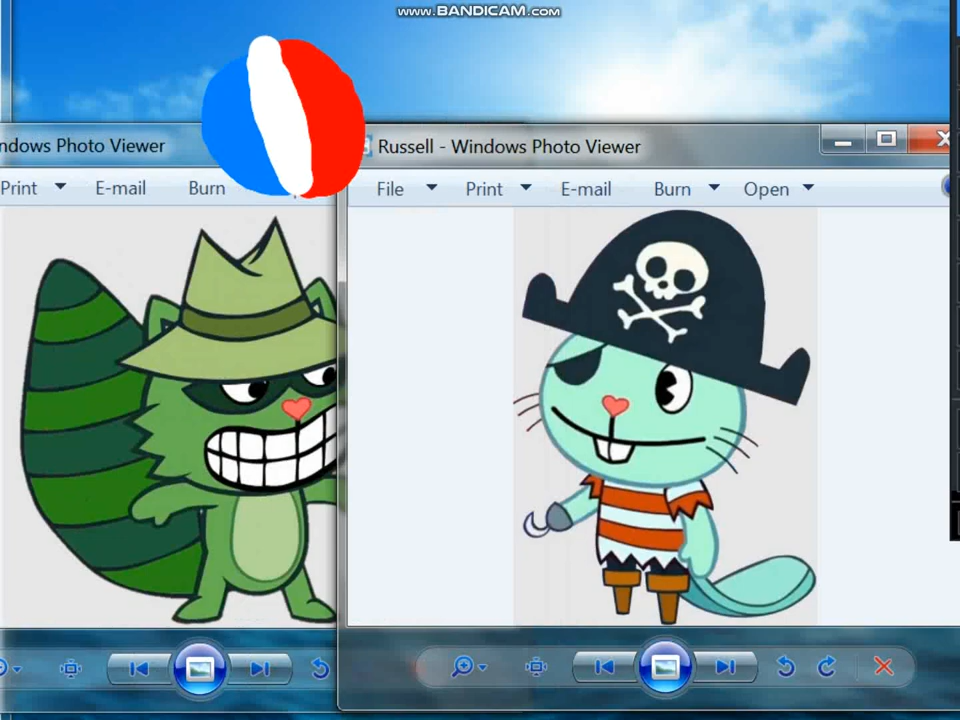 www.BANDICAM.com
ndows Photo Viewer
Russell - Windows Photo Viewer
Print E-mail Burn
File Print E-mail Burn Open